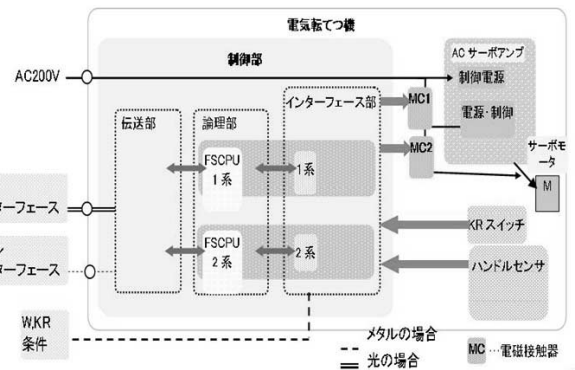 電気転てつ機
制御部
AC200V
伝送部
論理部
インターフェース部
FSCPU
1系
1系
FSCPU
2系
2系
MC1
MC2
ACサーボアンプ
制御電源
電源・制御
サーボモ
ータ
M
KRスイッチ
ハンドルセンサ
ターフェース
ターフェース
W,KR
条件
メタルの場合
光の場合
MC…電磁接触器